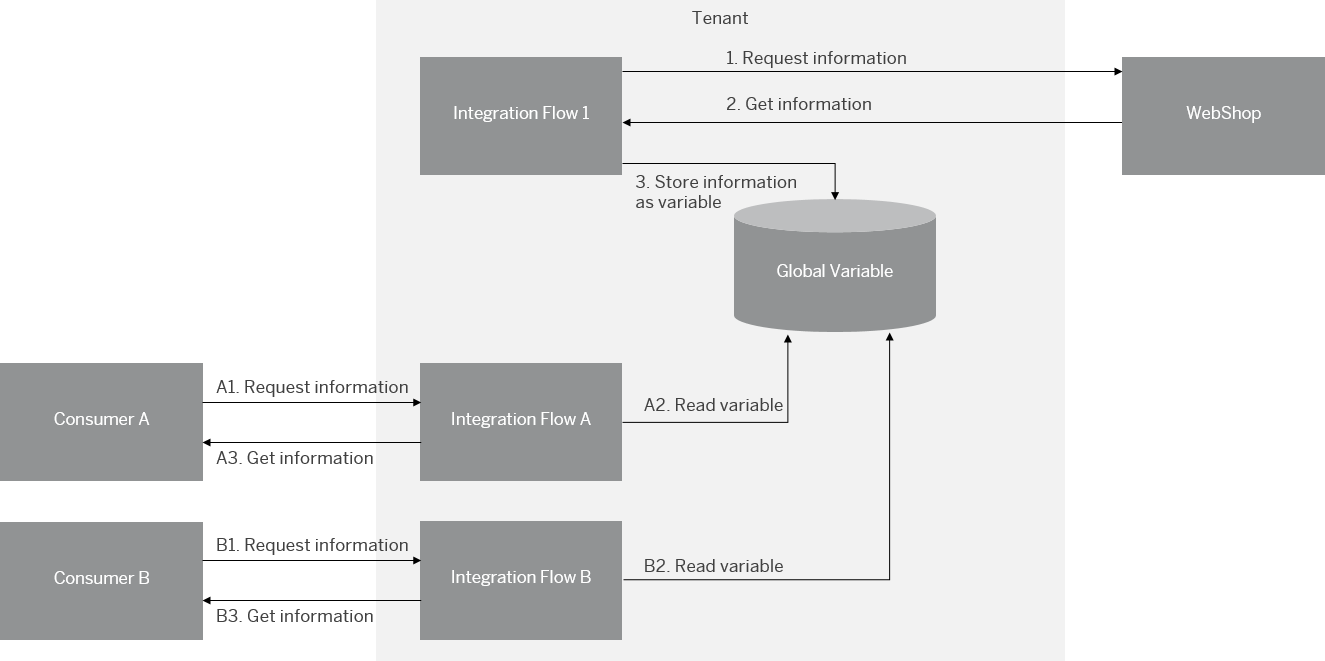 Tenant
1. Request information
Integration Flow 1
2. Get information
WebShop
3. Store information
as variable
Global Variable
A1. Request information
Consumer A
Integration Flow A
A2. Read variable
A3. Get information
B1. Request information
Consumer B
Integration Flow B
B2. Read variable
B3. Get information